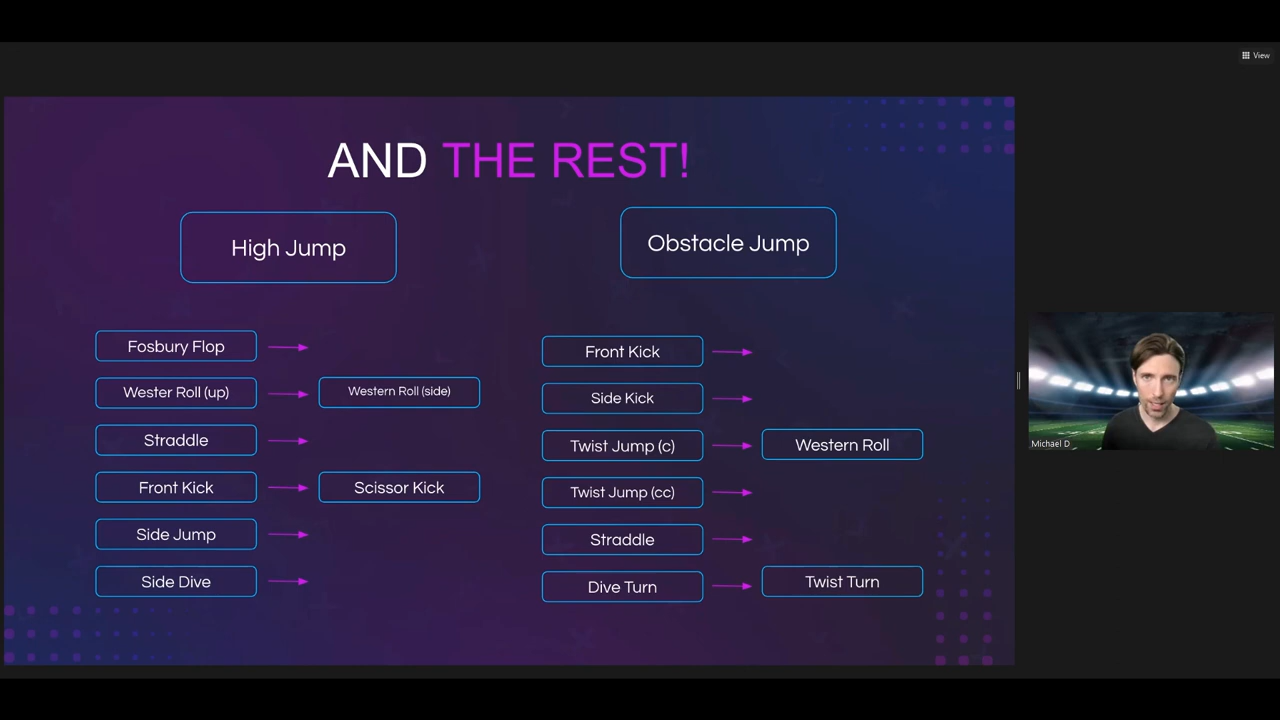 View
AND THE REST!
High Jump
Obstacle Jump
Fosbury Flop
Wester Roll (up)
Western Roll (side)
Straddle
Front Kick
Scissor Kick
Side Jump
Side Dive
Front Kick
Side Kick
Twist Jump (c)
Western Roll
Twist Jump (cc)
Straddle
Dive Turn
Twist Turn
Michael D